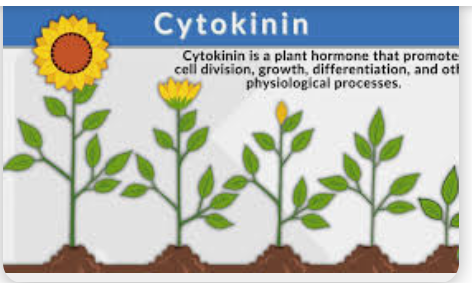 Cytokinin
Cytokinin is a plant hormone that promote
cell division, growth, differentiation, and oth
physiological processes.